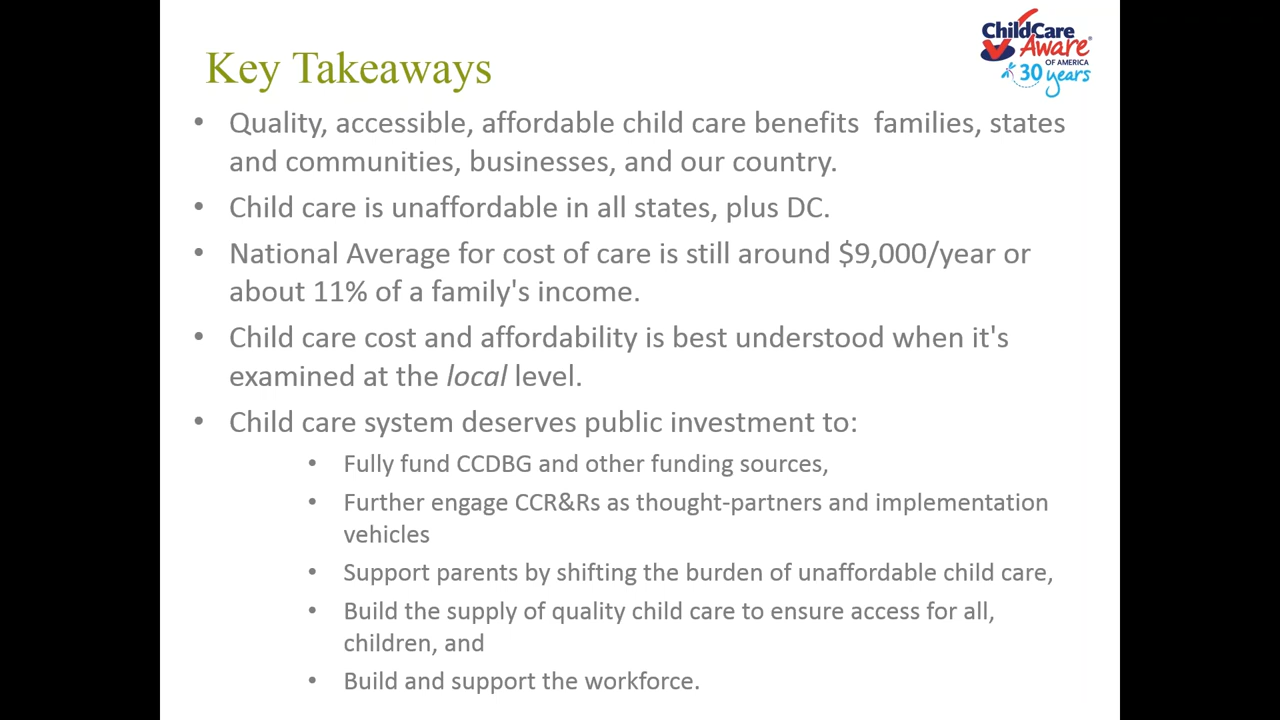 ChildCare
Aware®
OF AMERICA
30 years
Key Takeaways
• Quality, accessible, affordable child care benefits  families, states
and communities, businesses, and our country.
• Child care is unaffordable in all states, plus DC.
• National Average for cost of care is still around $9,000/year or
about 11% of a family's income.
• Child care cost and affordability is best understood when it's
examined at the local level.
• Child care system deserves public investment to:
• Fully fund CCDBG and other funding sources,
• Further engage CCR&Rs as thought-partners and implementation
vehicles
• Support parents by shifting the burden of unaffordable child care,
• Build the supply of quality child care to ensure access for all,
children, and
• Build and support the workforce.